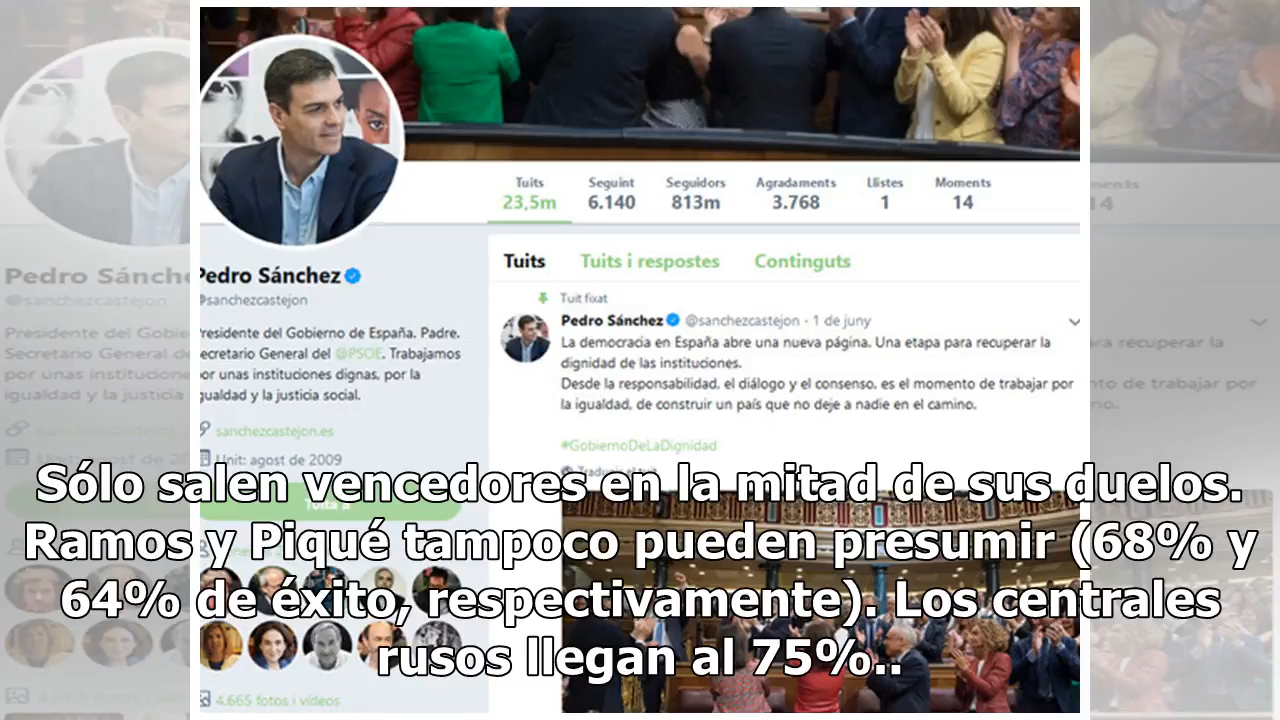 Tuits
Seguint
Seguidors
Agradaments
Llistes
Moments
23,5m
6.140
813m
3.768
1
14
Pedro Sánchez
@sanchezcastejon
Presidente del Gobierno de España. Padre.
Secretario General del @PSOE. Trabajamos
por unas instituciones dignas, por la
igualdad y la justicia social.
sanchezcastejon.es
Unit: agost de 2009
Tuits
Tuits i respostes
Continguts
Tuit fixat
Pedro Sánchez @sanchezcastejon · 1 de juny
La democracia en España abre una nueva página. Una etapa para recuperar la
dignidad de las instituciones.
Desde la responsabilidad, el diálogo y el consenso, es el momento de trabajar por
la igualdad, de construir un país que no deje a nadie en el camino.
#GobiernoDeLaDignidad
Sólo salen vencedores en la mitad de sus duelos.
Ramos y Piqué tampoco pueden presumir (68% y
64% de éxito, respectivamente). Los centrales
rusos llegan al 75%..
4.665 fotos i vídeos